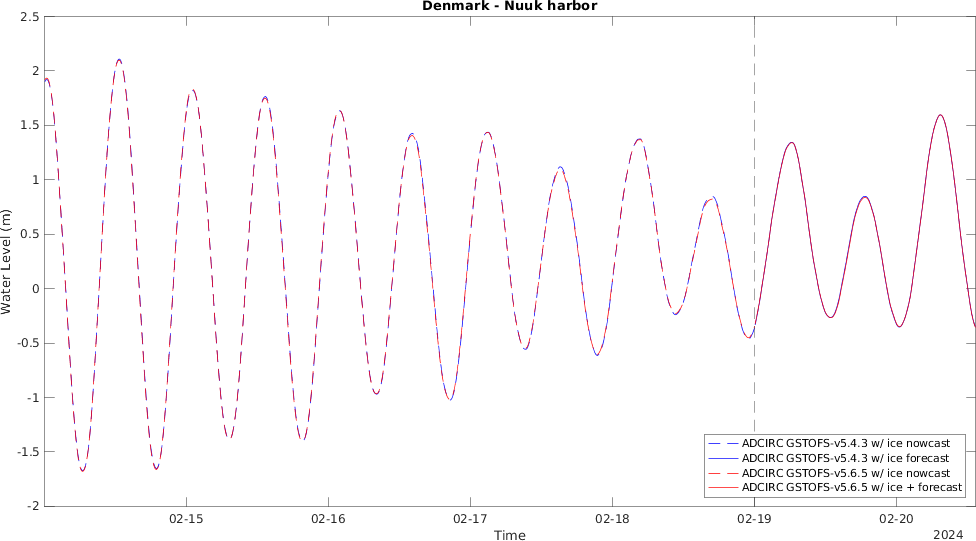 Denmark - Nuuk harbor
2.5
2
1.5
1
0.5
0
-0.5
-1
-1.5
-2
Water Level (m)
ADCIRC GSTOFS-v5.4.3 w/ ice nowcast
ADCIRC GSTOFS-v5.4.3 w/ ice forecast
ADCIRC GSTOFS-v5.6.5 w/ ice nowcast
ADCIRC GSTOFS-v5.6.5 w/ ice + forecast
02-15 02-16 02-17 02-18 02-19 02-20
Time
2024